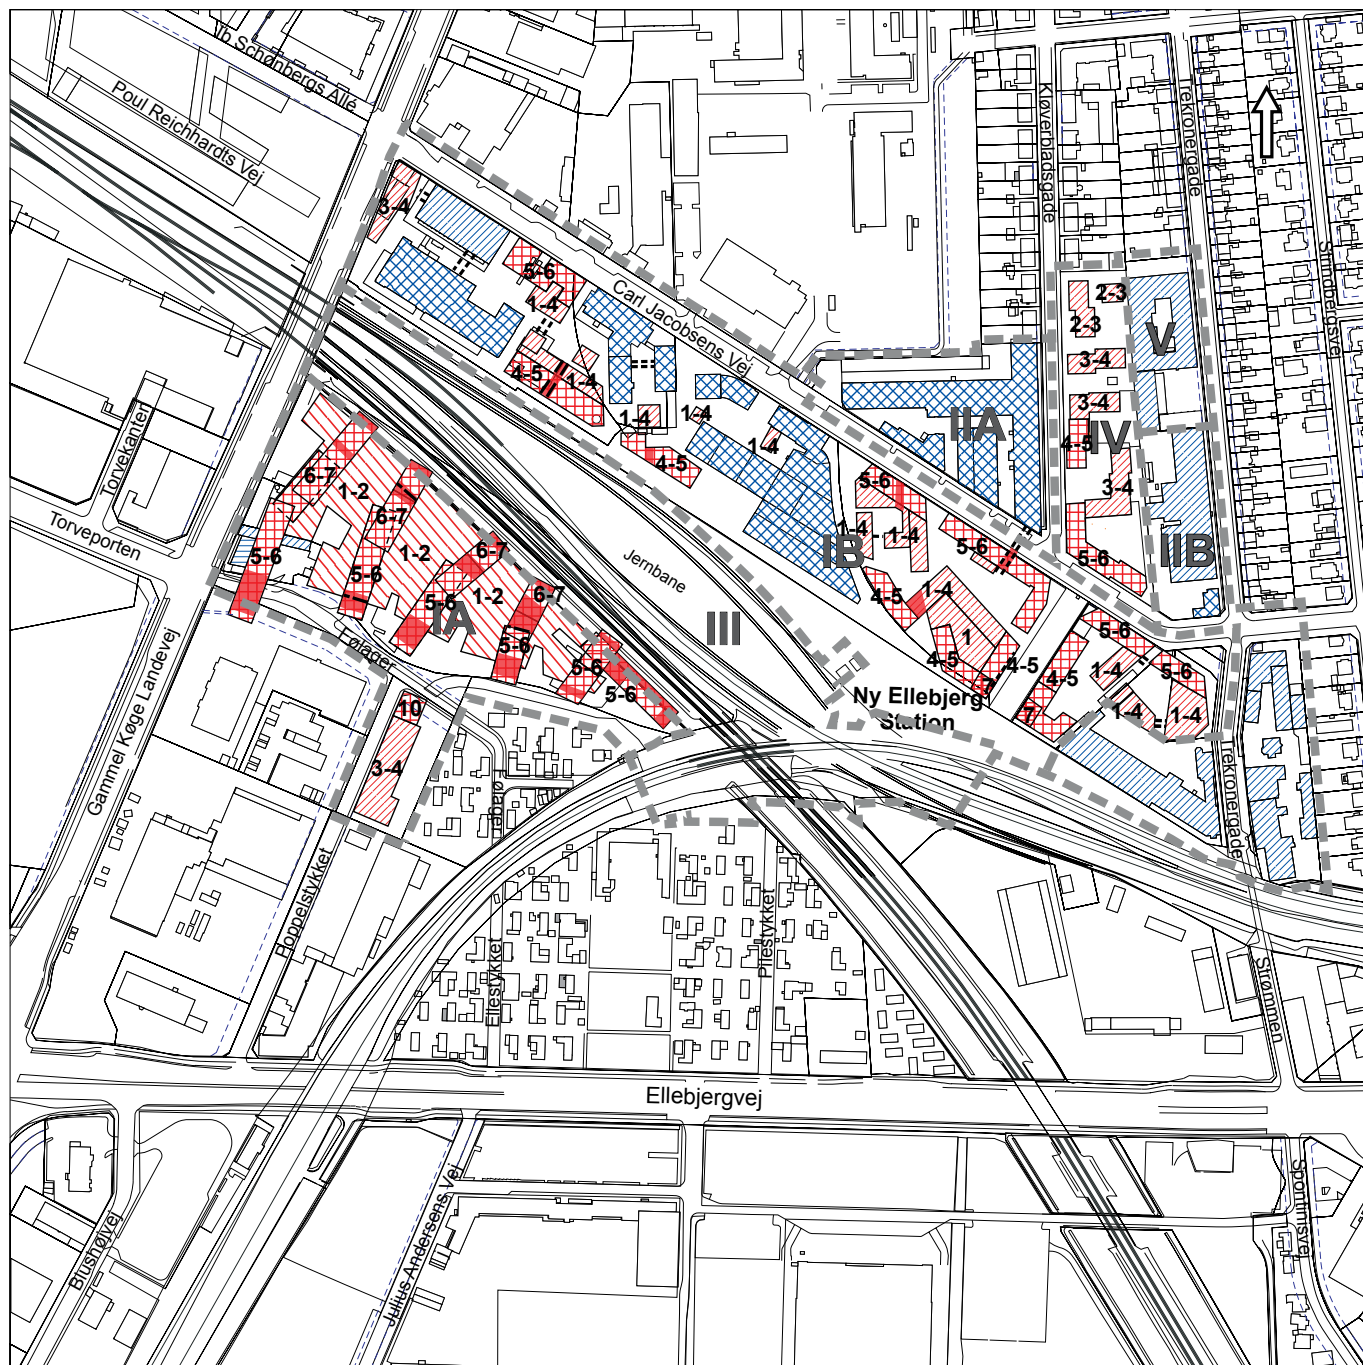 Ib Schønbergs Allé
Poul Reichhardts Vej
Kløverbladsgade
Trekronergade
Strindbergsvej
3-4
5-6
1-4
Carl Jacobsens Vej
2-3
2-3
V
3-4
4-5
1-4
3-4
IIA
IV
1-4
1-4
1-4
4-5
4-5
Torvekanten
6-7
1-2
5-6
3-4
6-7
1-4
1-4
Torveporten
IB
5-6
IIB
5-6
5-6
1-2
6-7
5-6
Jernbane
4-5
1-4
5-6
1-2
6-7
IA
III
1
5-6
Følager
5-6
5-6
5-6
4-5
4-5
4-5
1-4
5-6
Gammel Køge Landevej
7
Ny Ellebjerg
Station
7
1-4
1-4
10
3-4
Følager
Trekronergade
Hoppelstykket
Ellestykket
Pilestykket
Strømmen
Ellebjergvej
Blushøjvej
Julius Andersens Vej
Sportimsvej